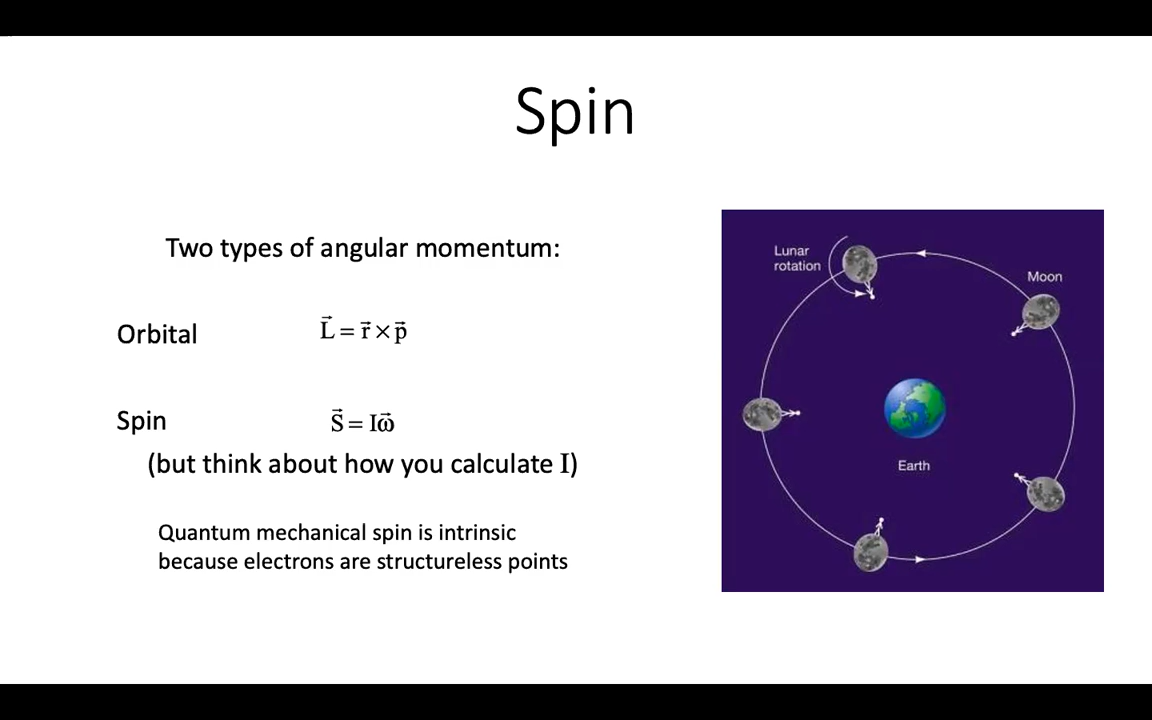 Spin
Two types of angular momentum:
Orbital L⃗ = r⃗ × p⃗
Spin S⃗ = Iω⃗
(but think about how you calculate I)
Quantum mechanical spin is intrinsic
because electrons are structureless points
Lunar
rotation
Moon
Earth